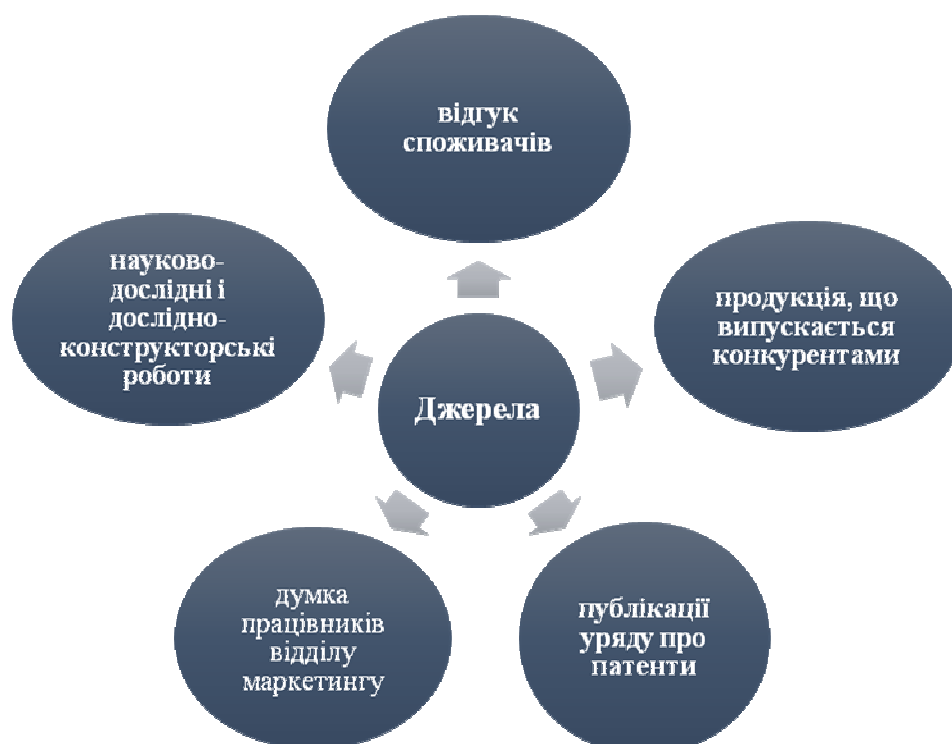 відгук
споживачів
науково-
дослідні і
дослідно-
конструкторські
роботи
продукція, що
випускається
конкурентами
Джерела
думка
працівників
відділу
маркетингу
публікації
уряду про
патенти